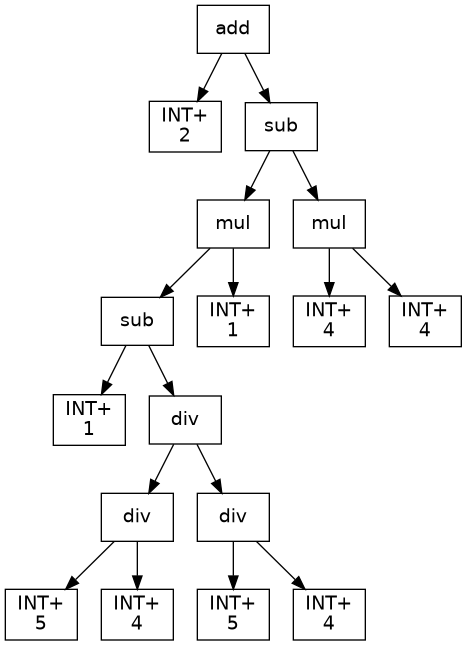 add
INT+
2
sub
mul
mul
sub
INT+
1
INT+
4
INT+
4
INT+
1
div
div
div
INT+
5
INT+
4
INT+
5
INT+
4